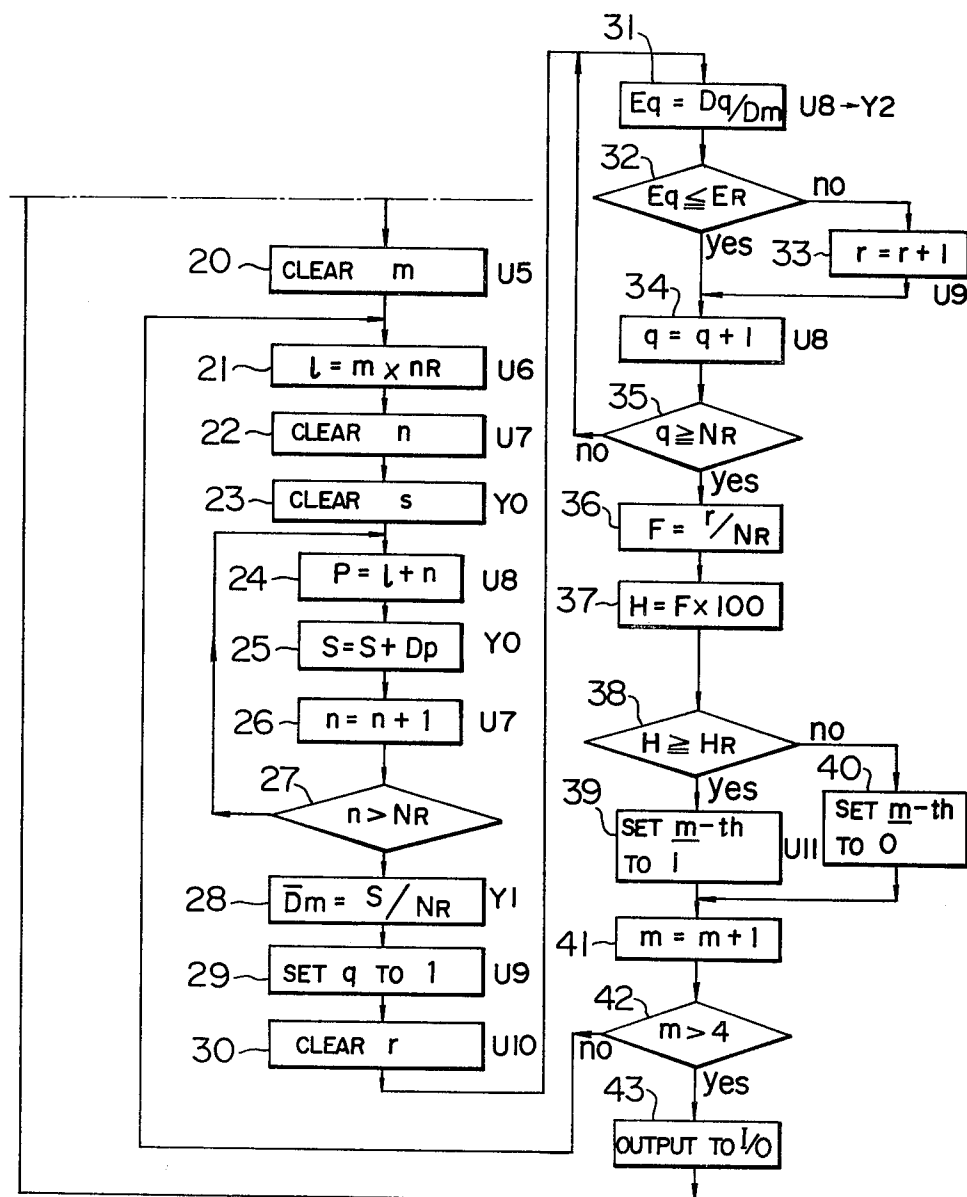 20
CLEAR m
U5
21
l = m × nR
U6
22
CLEAR n
U7
23
CLEAR s
Y0
24
P = l + n
U8
25
S = S + Dp
Y0
26
n = n + 1
U7
27
n > NR
28
D̅m = S / NR
Y1
29
SET q TO 1
U9
30
CLEAR r
U10
31
Eq = Dq/Dm
U8→Y2
32
Eq ≦ ER
no
yes
33
r = r + 1
U9
34
q = q + 1
U8
35
q ≧ NR
no
yes
36
F = r/NR
37
H = F × 100
38
H ≧ HR
no
yes
39
SET m-th
TO 1
U11
40
SET m-th
TO 0
41
m = m + 1
42
m > 4
no
yes
43
OUTPUT TO I/O